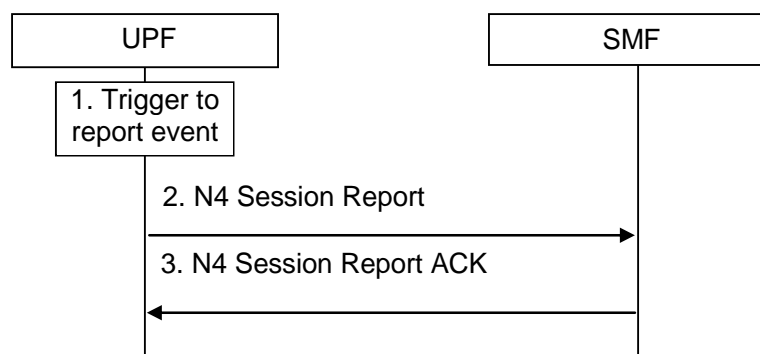 UPF
SMF
1. Trigger to
report event
2. N4 Session Report
3. N4 Session Report ACK